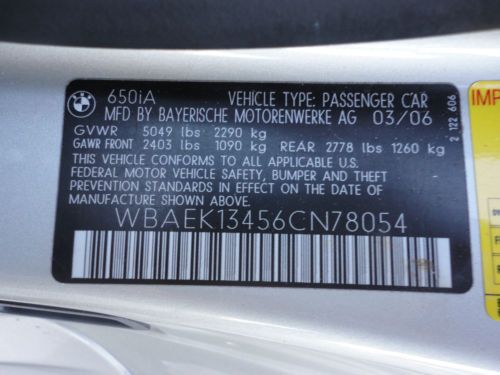 650iA VEHICLE TYPE: PASSENGER CAR
MFD BY BAYERISCHE MOTORENWERKE AG 03/06
GVWR 5049 lbs 2290 kg
GAWR FRONT 2403 lbs 1090 kg REAR 2778 lbs 1260 kg
THIS VEHICLE CONFORMS TO ALL APPLICABLE U.S.
FEDERAL MOTOR VEHICLE SAFETY, BUMPER AND THEFT
PREVENTION STANDARDS IN EFFECT ON THE DATE
OF MANUFACTURE SHOWN ABOVE.
WBAEK13456CN78054
2 122 606
IMP